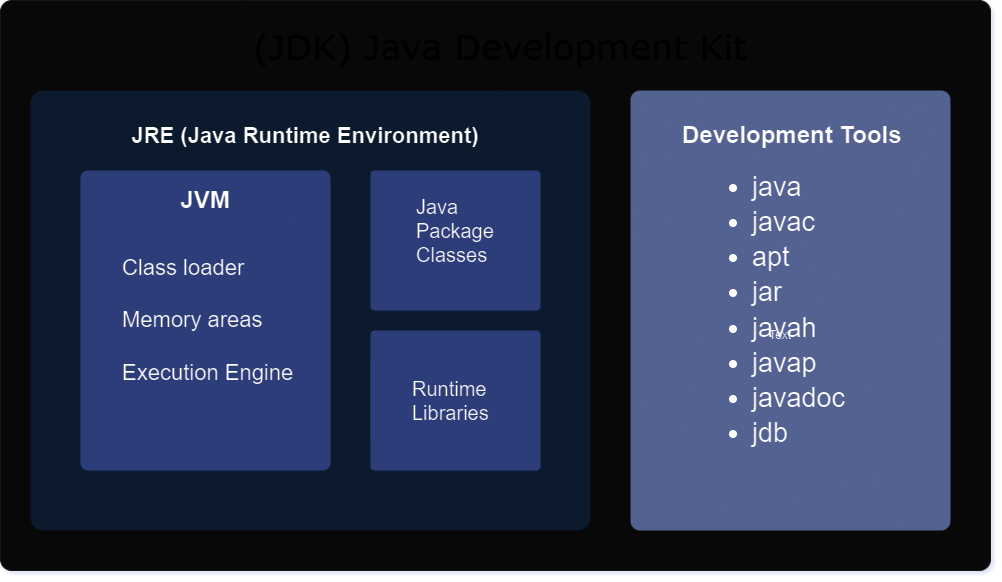 (JDK) Java Development Kit
JRE (Java Runtime Environment)
JVM
Class loader
Memory areas
Execution Engine
Java
Package
Classes
Runtime
Libraries
Development Tools
java
javac
apt
jar
javah
Text
javap
javadoc
jdb